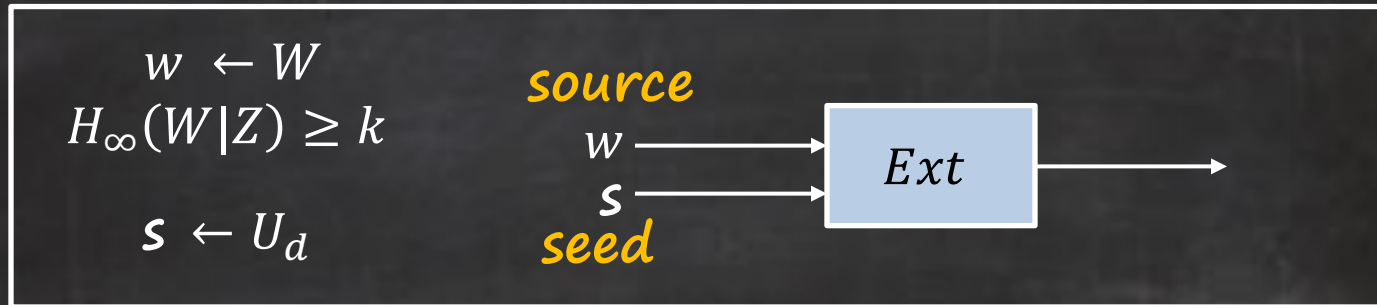 w ← W
H∞(W|Z) ≥ k
s ← U_d
source
w
s
seed
Ext